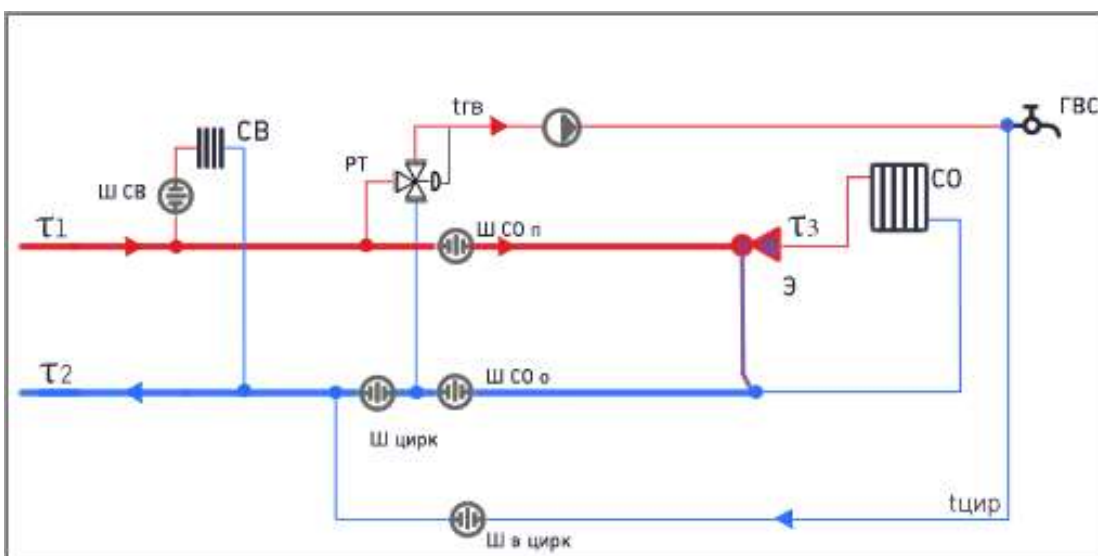 tгв
ГВС
СВ
РТ
СО
Ш СВ
τ1
Ш СО п
τ3
Э
τ2
Ш СО о
Ш цирк
tцир
Ш в цирк